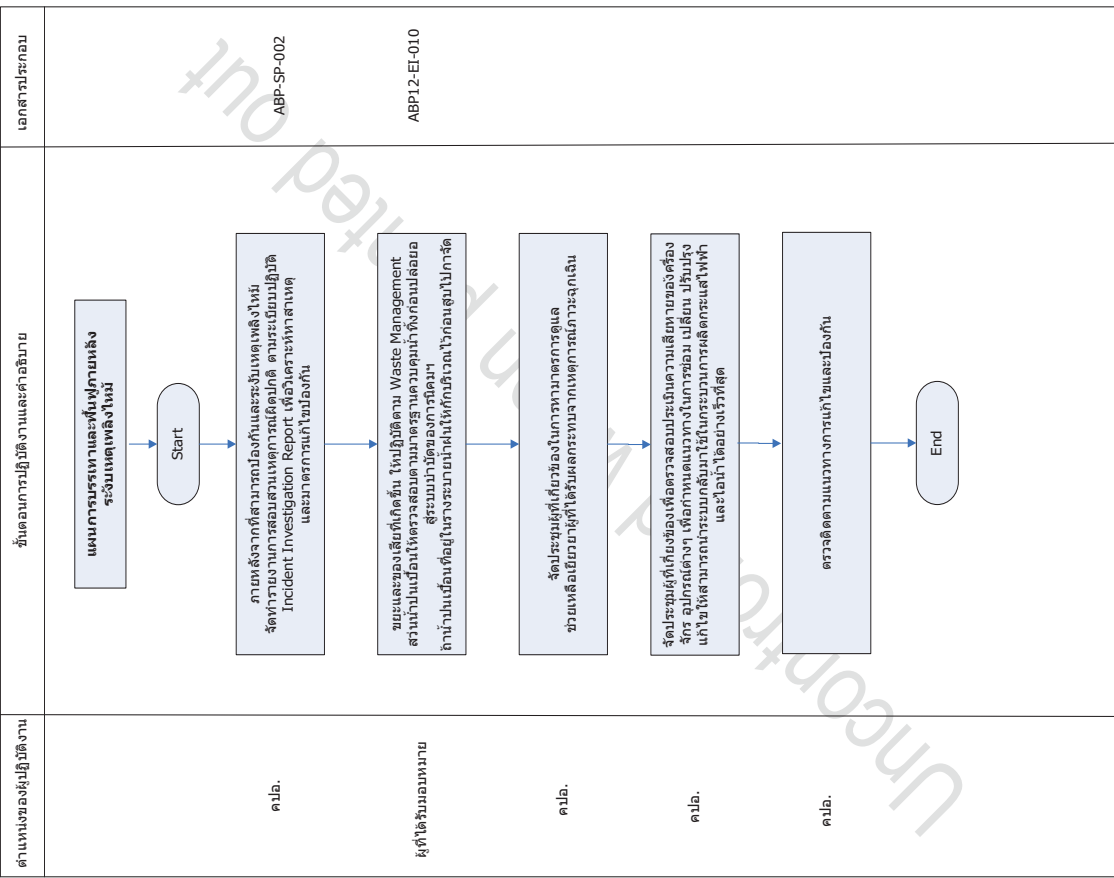 ตำแหน่งของผู้ปฏิบัติงาน
ขั้นตอนการปฏิบัติงานและคำอธิบาย
เอกสารประกอบ
แผนการบรรเทาและฟื้นฟูภายหลัง
ระงับเหตุเพลิงไหม้
Start
คปอ.
ภายหลังจากที่สามารถป้องกันและระงับเหตุเพลิงไหม้
จัดทำรายงานการสอบสวนเหตุการณ์ผิดปกติ ตามระเบียบปฏิบัติ
Incident Investigation Report เพื่อวิเคราะห์หาสาเหตุ
และมาตรการแก้ไขป้องกัน
ABP-SP-002
ผู้ที่ได้รับมอบหมาย
ขยะและของเสียที่เกิดขึ้น ให้ปฏิบัติตาม Waste Management
ส่วนน้ำปนเปื้อนให้ตรวจสอบตามมาตรฐานควบคุมน้ำทิ้งก่อนปล่อยอ
สู่ระบบบำบัดของการนิคมฯ
ถ้าน้ำปนเปื้อนที่อยู่ในรางระบายน้ำฝนให้กักบริเวณไว้ก่อนสูบไปกาจัด
ABP12-EI-010
คปอ.
จัดประชุมผู้ที่เกี่ยวข้องในการหามาตรการดูแล
ช่วยเหลือเยียวยาผู้ที่ได้รับผลกระทบจากเหตุการณ์ภาวะฉุกเฉิน
คปอ.
จัดประชุมผู้ที่เกี่ยงข้องเพื่อตรวจสอบประเมินความเสียหายของครื่อง
จักร อุปกรณ์ต่างๆ เพื่อกำหนดแนวทางในการซ่อม เปลี่ยน ปรับปรุง
แก้ไขให้สามารถนำระบบกลับมาใช้ในกระบวนการผลิตกระแสไฟฟ้า
และไอน้ำได้อย่างเร็วที่สุด
คปอ.
ตรวจติดตามแนวทางการแก้ไขและป้องกัน
End
Uncontrolled When printed out